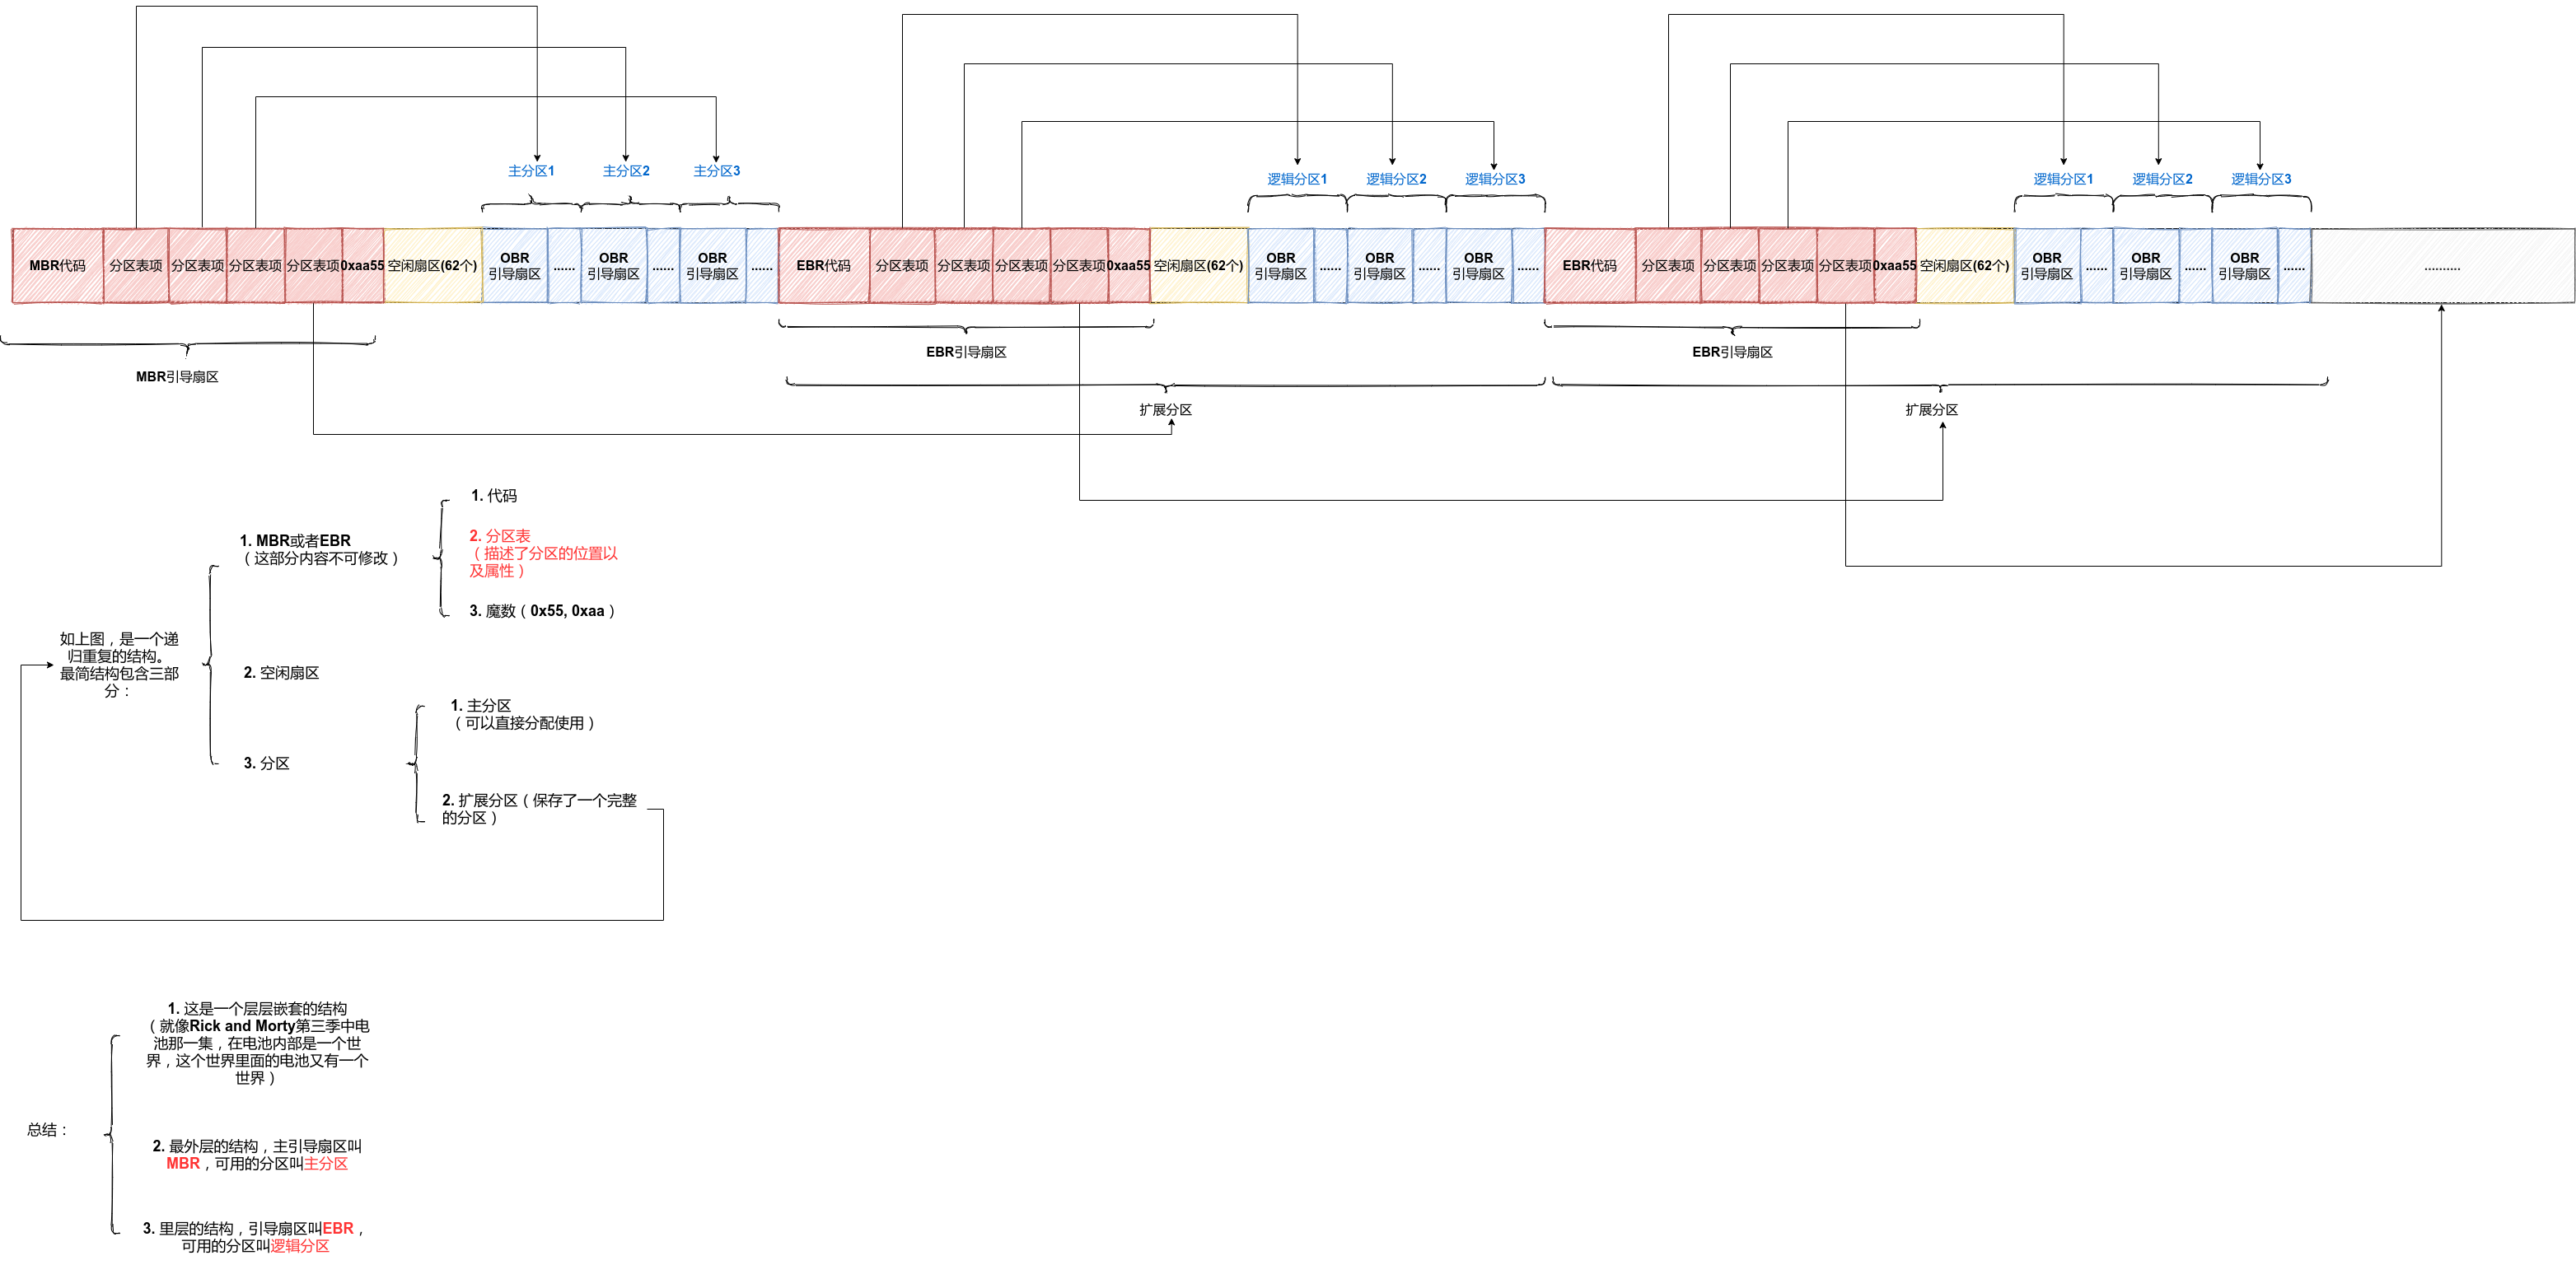 主分区1
主分区2
主分区3
逻辑分区1
逻辑分区2
逻辑分区3
逻辑分区1
逻辑分区2
逻辑分区3
MBR代码
分区表项
分区表项
分区表项
分区表项
0xaa55
空闲扇区(62个)
OBR
引导扇区
......
OBR
引导扇区
......
OBR
引导扇区
......
EBR代码
分区表项
分区表项
分区表项
分区表项
0xaa55
空闲扇区(62个)
OBR
引导扇区
......
OBR
引导扇区
......
OBR
引导扇区
......
EBR代码
分区表项
分区表项
分区表项
分区表项
0xaa55
空闲扇区(62个)
OBR
引导扇区
......
OBR
引导扇区
......
OBR
引导扇区
......
..........
MBR引导扇区
EBR引导扇区
EBR引导扇区
扩展分区
扩展分区
如上图，是一个递
归重复的结构。
最简结构包含三部
分：
1. MBR或者EBR
（这部分内容不可修改）
1. 代码
2. 分区表
（描述了分区的位置以
及属性）
3. 魔数（0x55, 0xaa）
2. 空闲扇区
3. 分区
1. 主分区
（可以直接分配使用）
2. 扩展分区（保存了一个完整
的分区）
总结：
1. 这是一个层层嵌套的结构
（就像Rick and Morty第三季中电
池那一集，在电池内部是一个世
界，这个世界里面的电池又有一个
世界）
2. 最外层的结构，主引导扇区叫
MBR，可用的分区叫主分区
3. 里层的结构，引导扇区叫EBR，
可用的分区叫逻辑分区